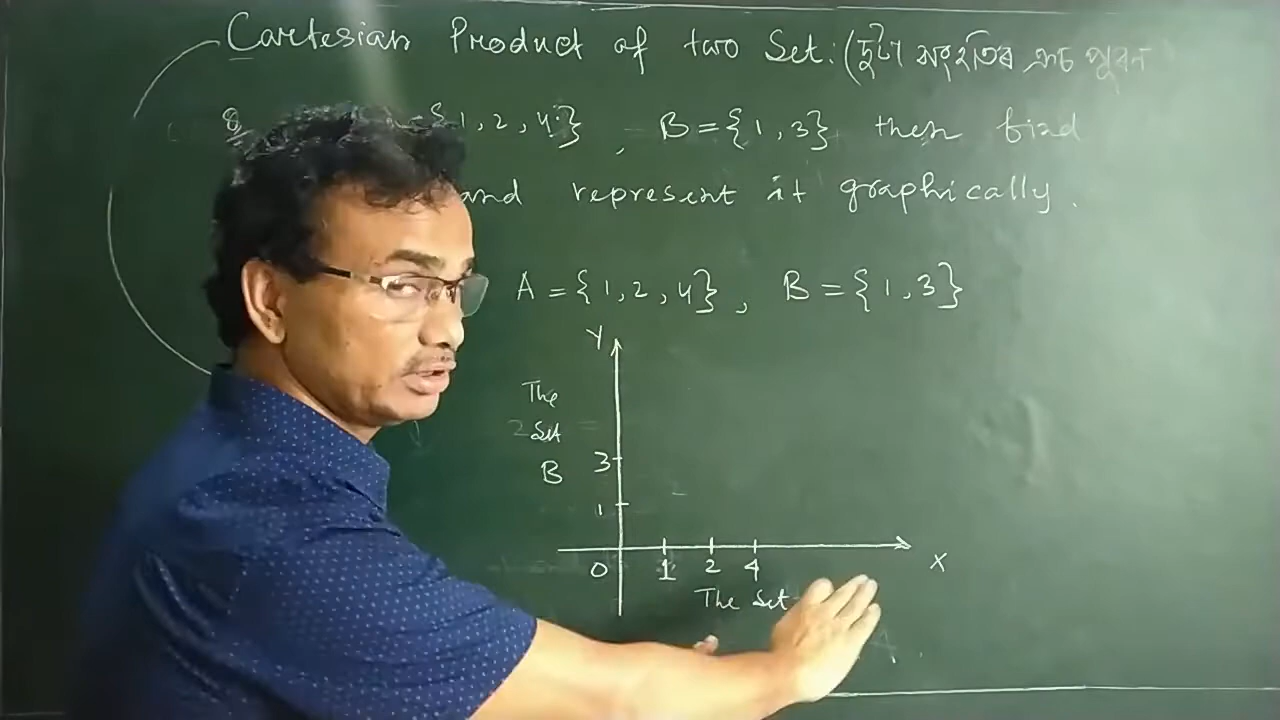 Cartesian Product of two Set: (দুটা সংহতিৰ
={1, 2, 4}, B={1, 3} then find
and represent it graphically.
A={1, 2, 4}, B={1, 3}
Y
The
Set
B
3
1
0 1 2 4 X
The Set